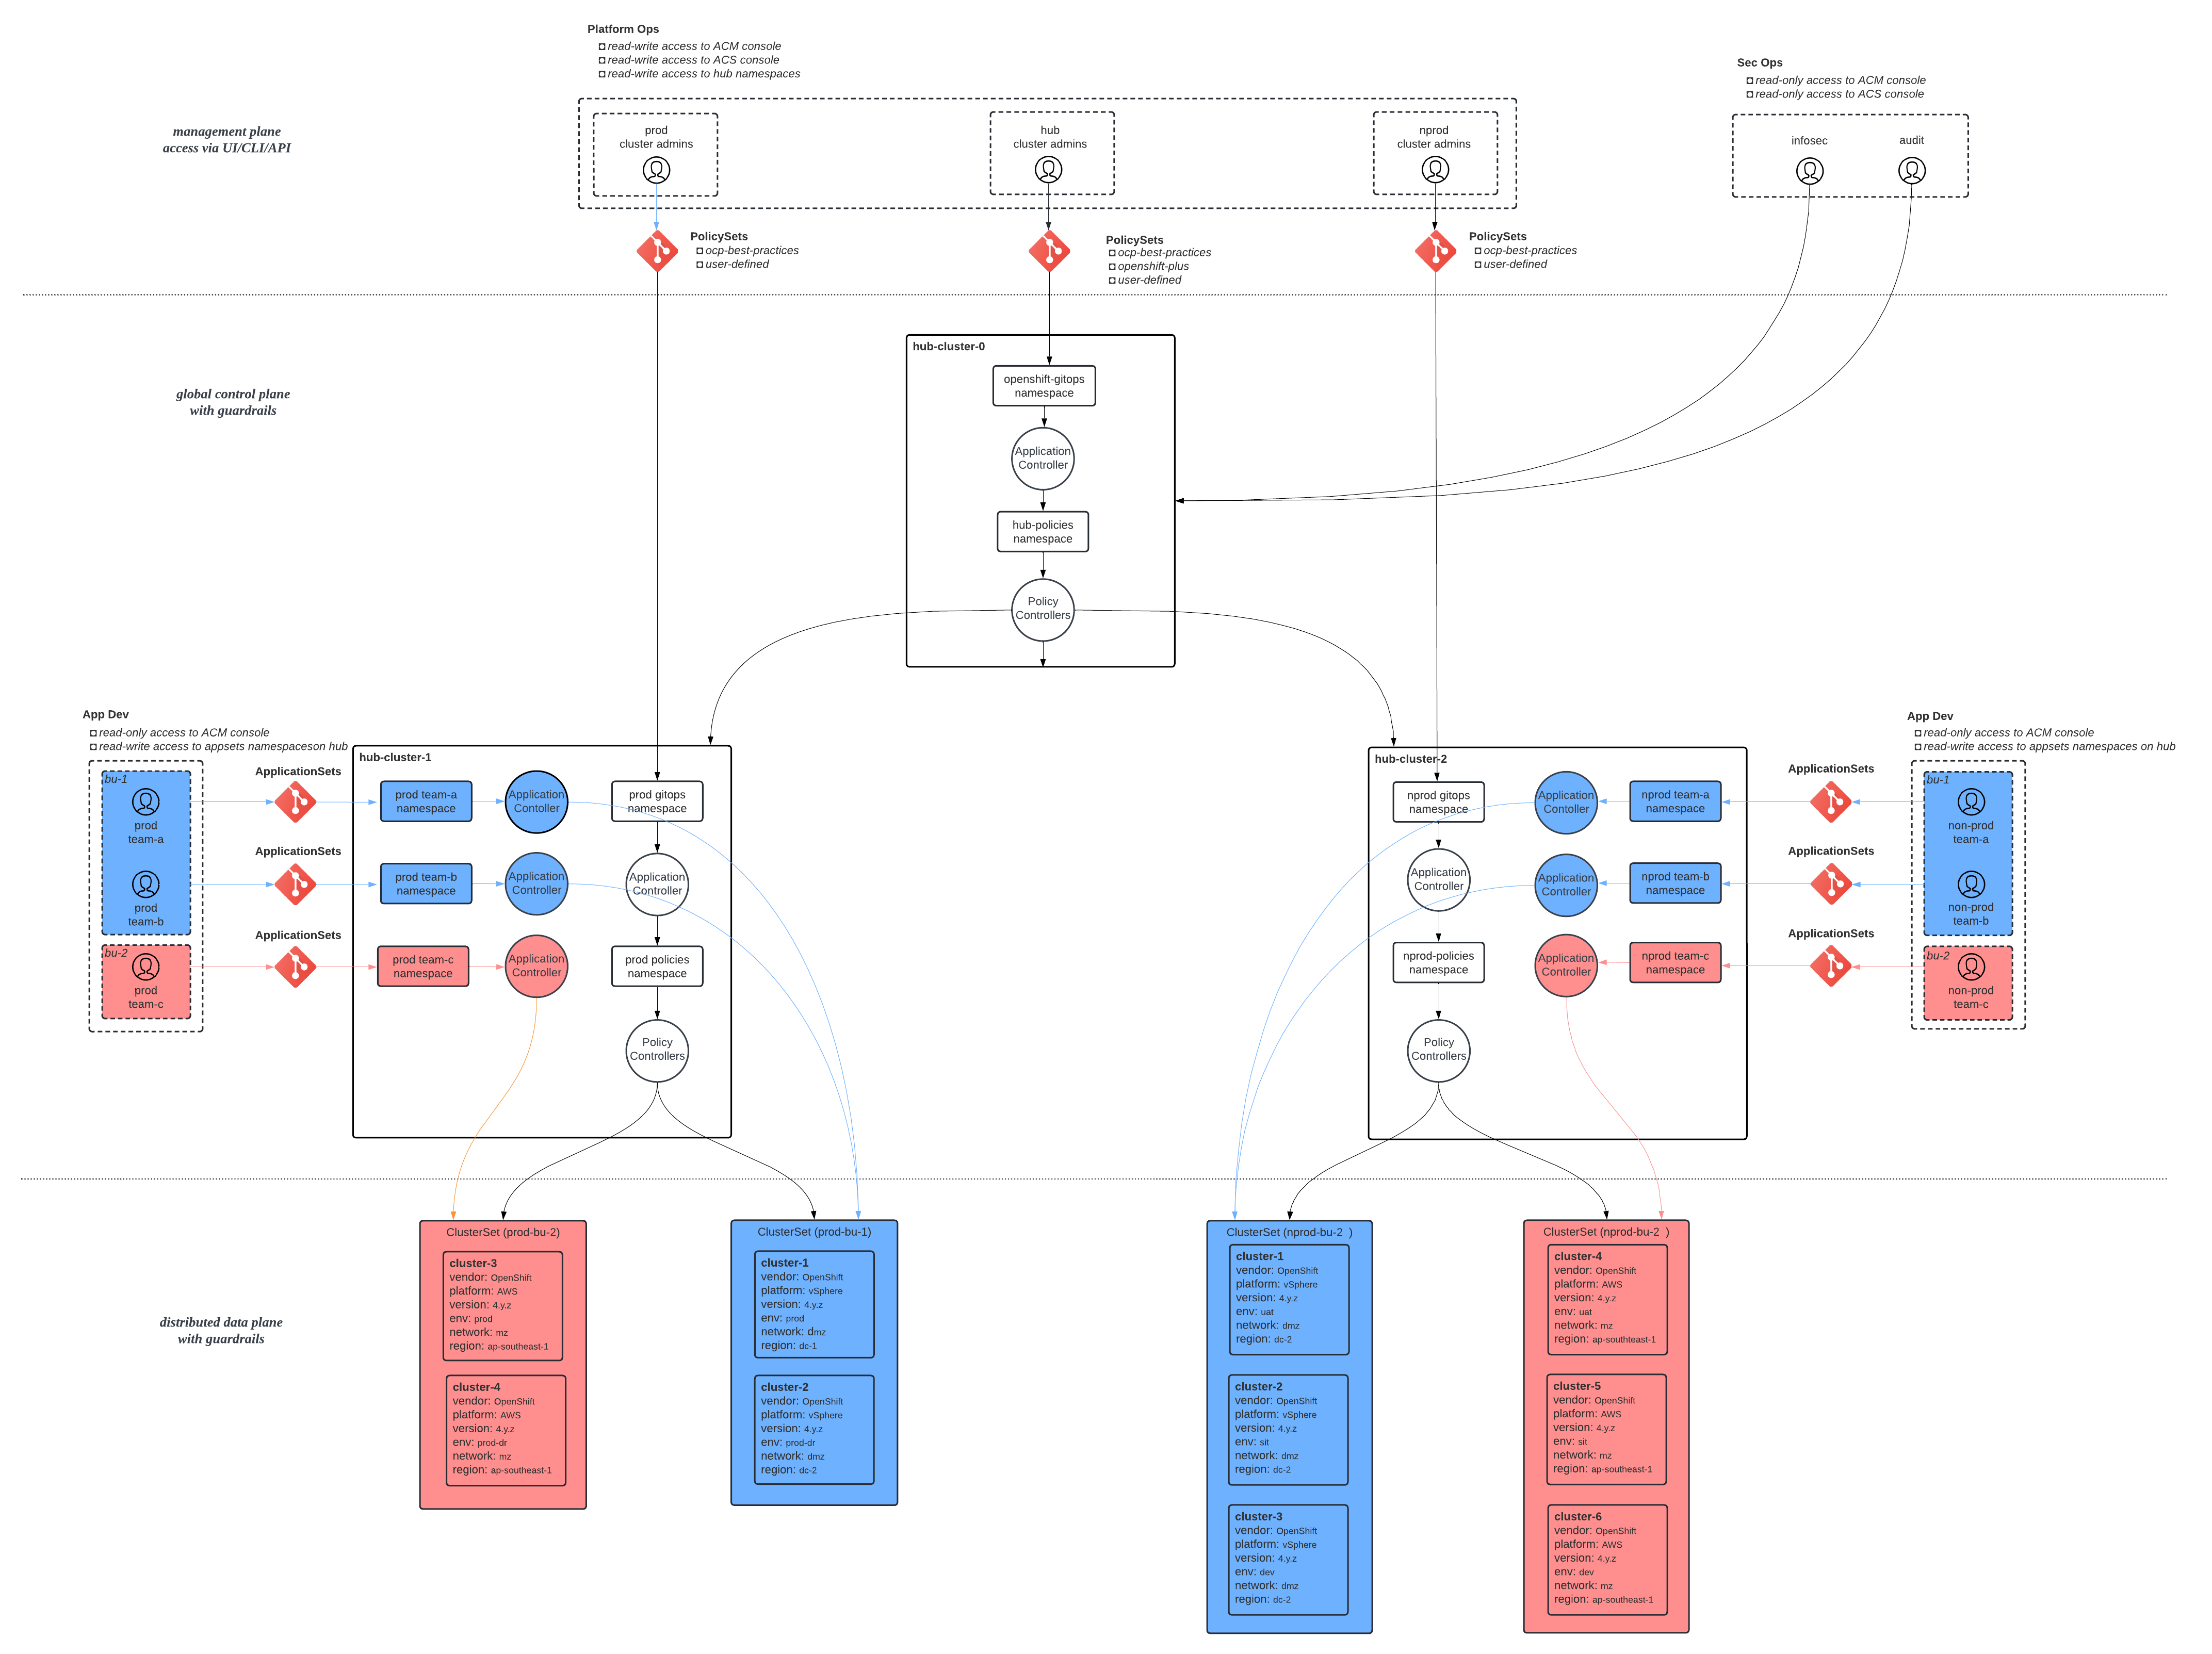 Platform Ops
read-write access to ACM console
read-write access to ACS console
read-write access to hub namespaces
Sec Ops
read-only access to ACM console
read-only access to ACS console
management plane
access via UI/CLI/API
prod
cluster admins
hub
cluster admins
nprod
cluster admins
infosec
audit
PolicySets
ocp-best-practices
user-defined
PolicySets
ocp-best-practices
openshift-plus
user-defined
PolicySets
ocp-best-practices
user-defined
global control plane
with guardrails
hub-cluster-0
openshift-gitops
namespace
Application
Controller
hub-policies
namespace
Policy
Controllers
App Dev
read-only access to ACM console
read-write access to appsets namespaceson hub
bu-1
prod
team-a
prod
team-b
bu-2
prod
team-c
ApplicationSets
ApplicationSets
ApplicationSets
hub-cluster-1
prod team-a
namespace
Application
Contoller
prod gitops
namespace
prod team-b
namespace
Application
Controller
Application
Controller
prod team-c
namespace
Application
Controller
prod policies
namespace
Policy
Controllers
hub-cluster-2
nprod gitops
namespace
Application
Contoller
nprod team-a
namespace
Application
Controller
Application
Controller
nprod team-b
namespace
nprod-policies
namespace
Application
Controller
nprod team-c
namespace
Policy
Controllers
ApplicationSets
ApplicationSets
ApplicationSets
App Dev
read-only access to ACM console
read-write access to appsets namespaces on hub
bu-1
non-prod
team-a
non-prod
team-b
bu-2
non-prod
team-c
distributed data plane
with guardrails
ClusterSet (prod-bu-2)
cluster-3
vendor: OpenShift
platform: AWS
version: 4.y.z
env: prod
network: mz
region: ap-southeast-1
cluster-4
vendor: OpenShift
platform: AWS
version: 4.y.z
env: prod-dr
network: mz
region: ap-southeast-1
ClusterSet (prod-bu-1)
cluster-1
vendor: OpenShift
platform: vSphere
version: 4.y.z
env: prod
network: dmz
region: dc-1
cluster-2
vendor: OpenShift
platform: vSphere
version: 4.y.z
env: prod-dr
network: dmz
region: dc-2
ClusterSet (nprod-bu-2 )
cluster-1
vendor: OpenShift
platform: vSphere
version: 4.y.z
env: uat
network: dmz
region: dc-2
cluster-2
vendor: OpenShift
platform: vSphere
version: 4.y.z
env: sit
network: dmz
region: dc-2
cluster-3
vendor: OpenShift
platform: vSphere
version: 4.y.z
env: dev
network: dmz
region: dc-2
ClusterSet (nprod-bu-2 )
cluster-4
vendor: OpenShift
platform: AWS
version: 4.y.z
env: uat
network: mz
region: ap-southteast-1
cluster-5
vendor: OpenShift
platform: AWS
version: 4.y.z
env: sit
network: mz
region: ap-southeast-1
cluster-6
vendor: OpenShift
platform: AWS
version: 4.y.z
env: dev
network: mz
region: ap-southeast-1